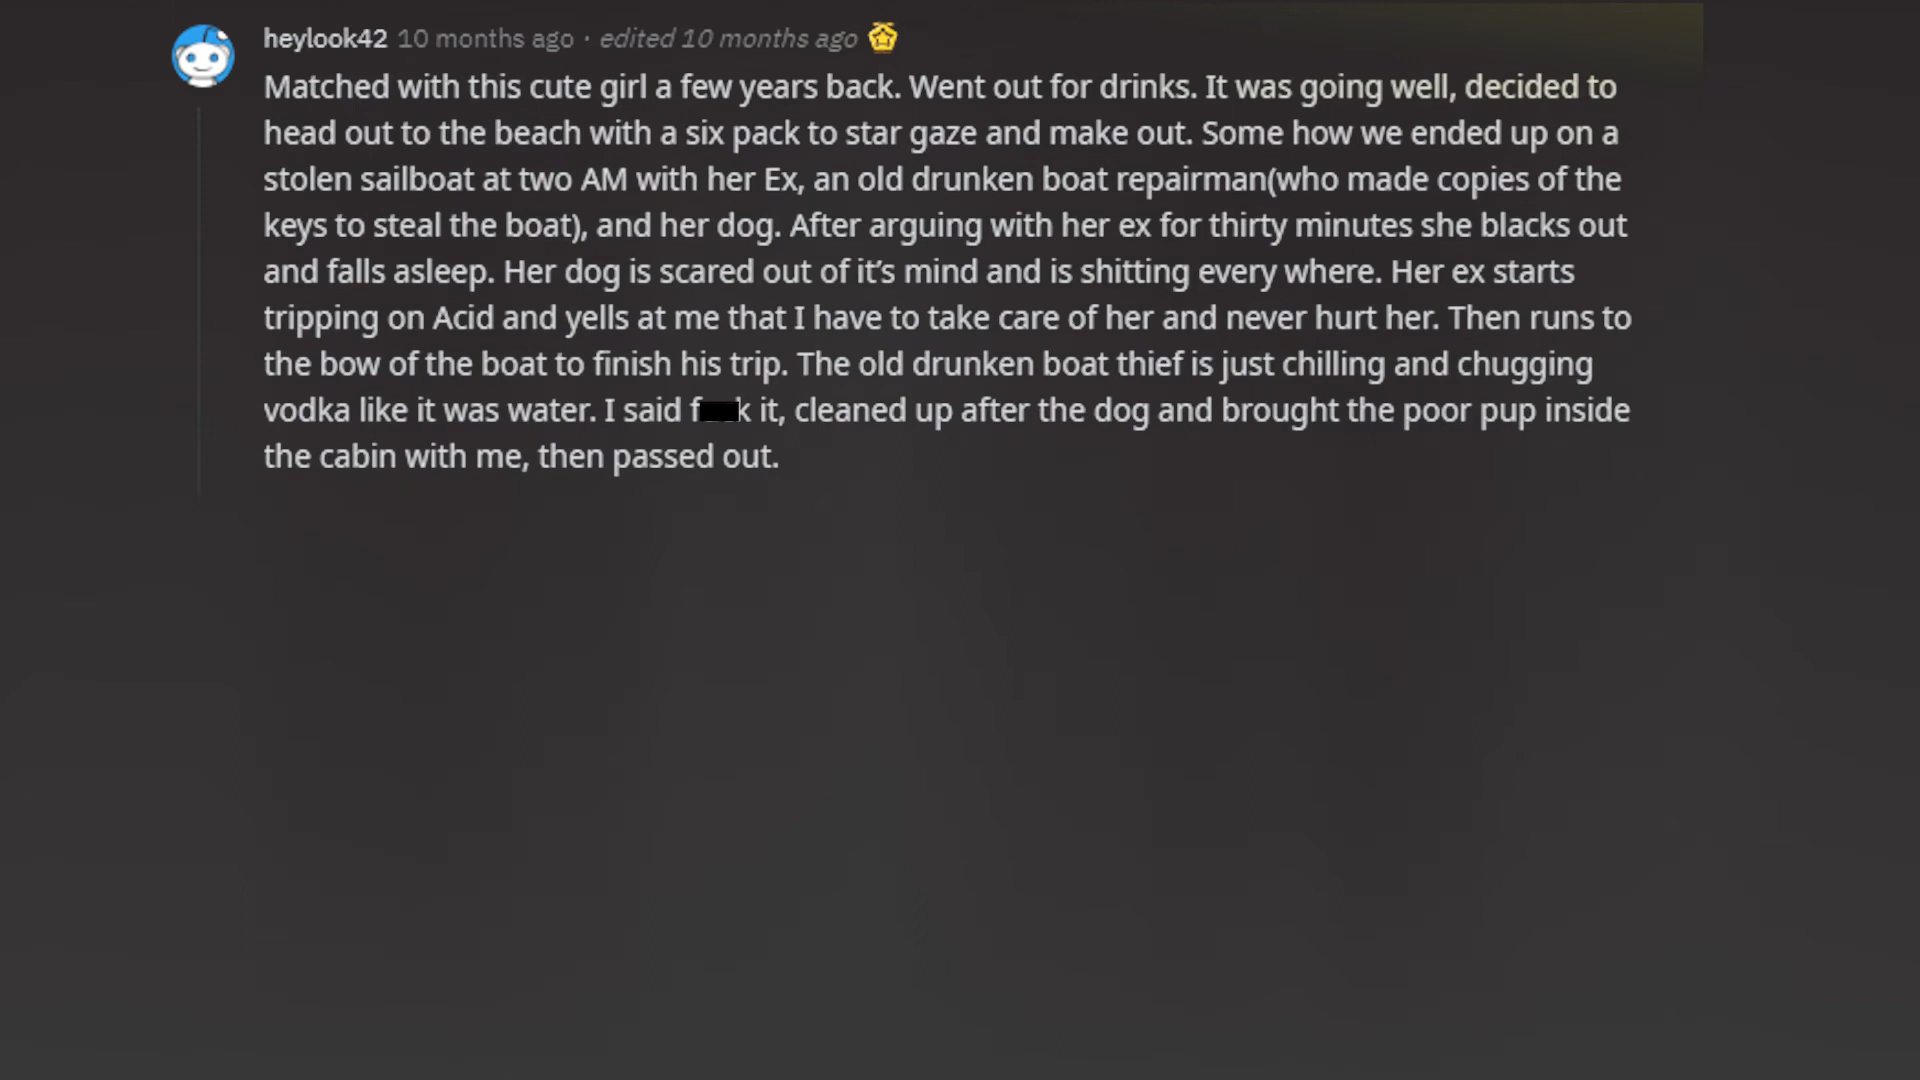 heylook42 10 months ago · edited 10 months ago
Matched with this cute girl a few years back. Went out for drinks. It was going well, decided to
head out to the beach with a six pack to star gaze and make out. Some how we ended up on a
stolen sailboat at two AM with her Ex, an old drunken boat repairman(who made copies of the
keys to steal the boat), and her dog. After arguing with her ex for thirty minutes she blacks out
and falls asleep. Her dog is scared out of it’s mind and is shitting every where. Her ex starts
tripping on Acid and yells at me that I have to take care of her and never hurt her. Then runs to
the bow of the boat to finish his trip. The old drunken boat thief is just chilling and chugging
vodka like it was water. I said f k it, cleaned up after the dog and brought the poor pup inside
the cabin with me, then passed out.